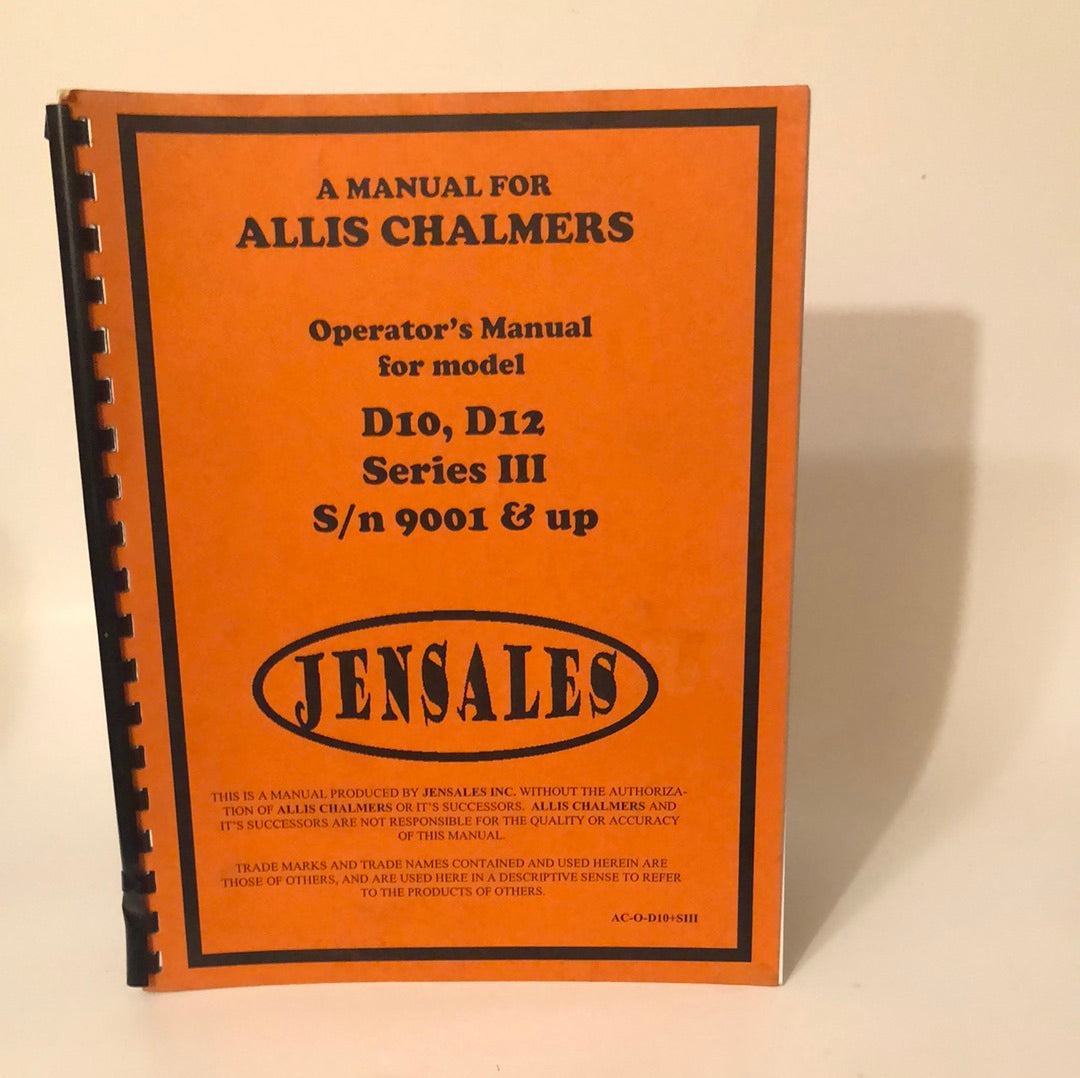 A MANUAL FOR
ALLIS CHALMERS
Operator's Manual
for model
D10, D12
Series III
S/n 9001 & up
JENSALES
THIS IS A MANUAL PRODUCED BY JENSALES INC. WITHOUT THE AUTHORIZA-
TION OF ALLIS CHALMERS OR IT'S SUCCESSORS. ALLIS CHALMERS AND
IT'S SUCCESSORS ARE NOT RESPONSIBLE FOR THE QUALITY OR ACCURACY
OF THIS MANUAL.
TRADE MARKS AND TRADE NAMES CONTAINED AND USED HEREIN ARE
THOSE OF OTHERS, AND ARE USED HERE IN A DESCRIPTIVE SENSE TO REFER
TO THE PRODUCTS OF OTHERS.
AC-O-D10+SIII